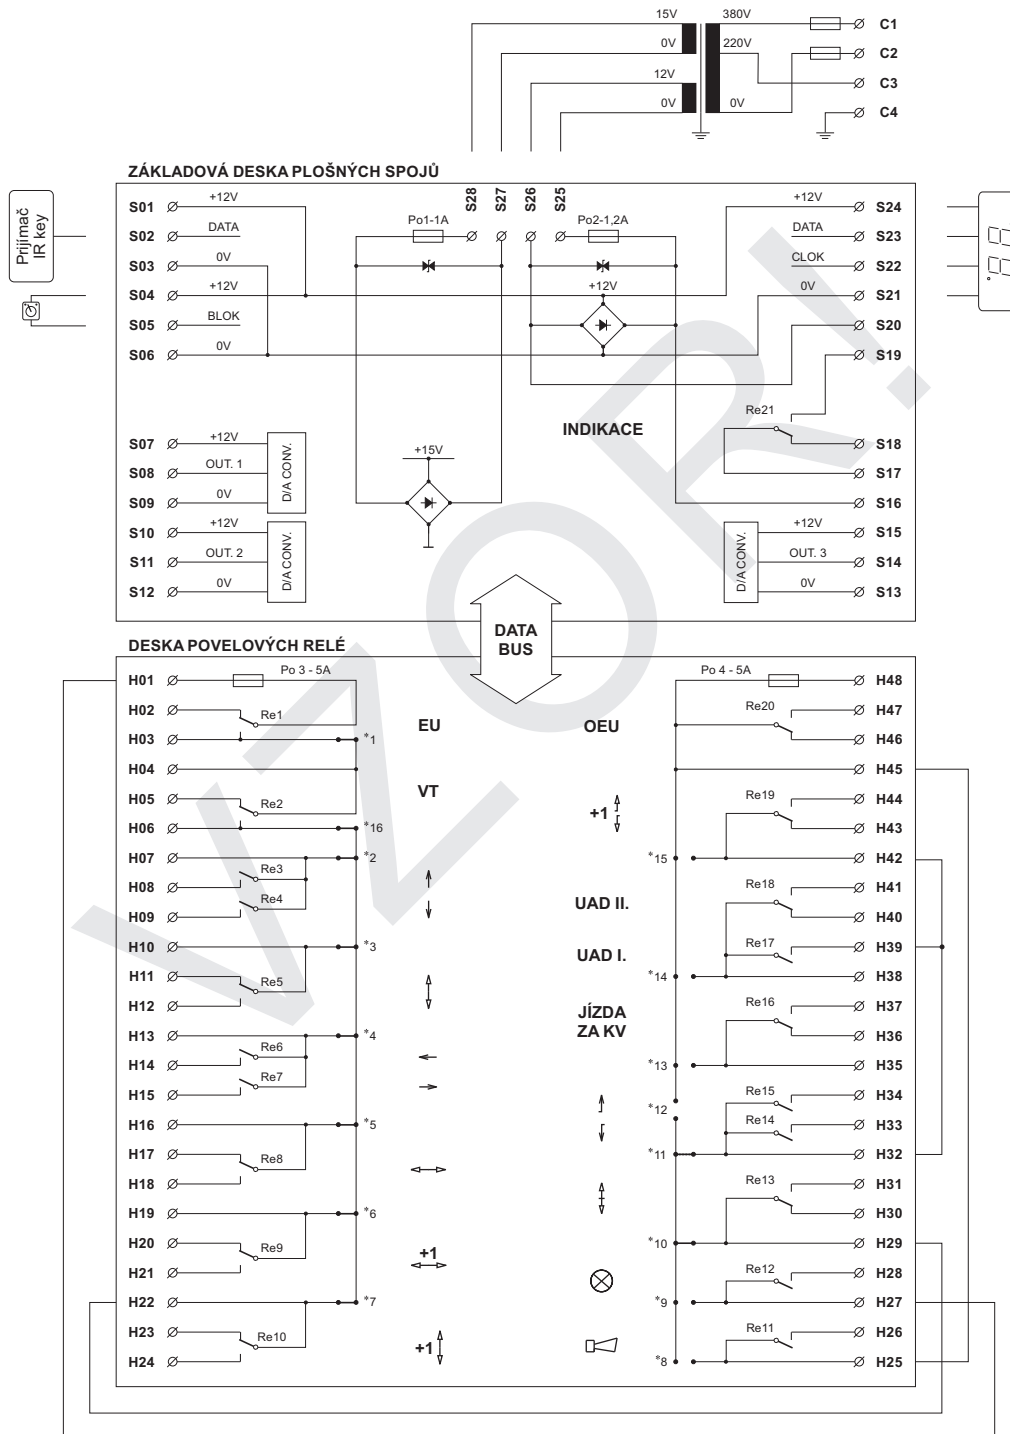 15V 380V C1
0V 220V C2
12V C3
0V 0V C4
ZÁKLADOVÁ DESKA PLOŠNÝCH SPOJŮ
Přijímač
IR key
S28 S27 S26 S25
S01 +12V +12V S24
S02 DATA Po1-1A Po2-1,2A DATA S23
S03 0V CLOK S22
S04 +12V +12V 0V S21
S05 BLOK S20
S06 0V S19
Re21
INDIKACE
S07 +12V +15V S18
S08 OUT. 1 S17
S09 0V S16
D/A CONV.
S10 +12V +12V S15
S11 OUT. 2 OUT. 3 S14
S12 0V 0V S13
D/A CONV. D/A CONV.
DATA
BUS
DESKA POVELOVÝCH RELÉ
H01 Po 3 - 5A Po 4 - 5A H48
H02 Re1 Re20 H47
EU OEU
H03 *1 H46
H04 H45
VT
H05 Re2 Re19 H44
+1
H06 *16 H43
H07 *2 *15 H42
H08 Re3 Re18 H41
UAD II.
H09 Re4 H40
H10 *3 Re17 H39
UAD I.
H11 Re5 *14 H38
H12 Re16 H37
JÍZDA
ZA KV
H13 *4 H36
H14 Re6 *13 H35
H15 Re7 Re15 H34
*12
H16 *5 Re14 H33
H17 Re8 *11 H32
H18 Re13 H31
H19 *6 H30
H20 Re9 *10 H29
+1
H21 Re12 H28
H22 *7 *9 H27
H23 Re10 Re11 H26
+1
H24 *8 H25
VZOR!